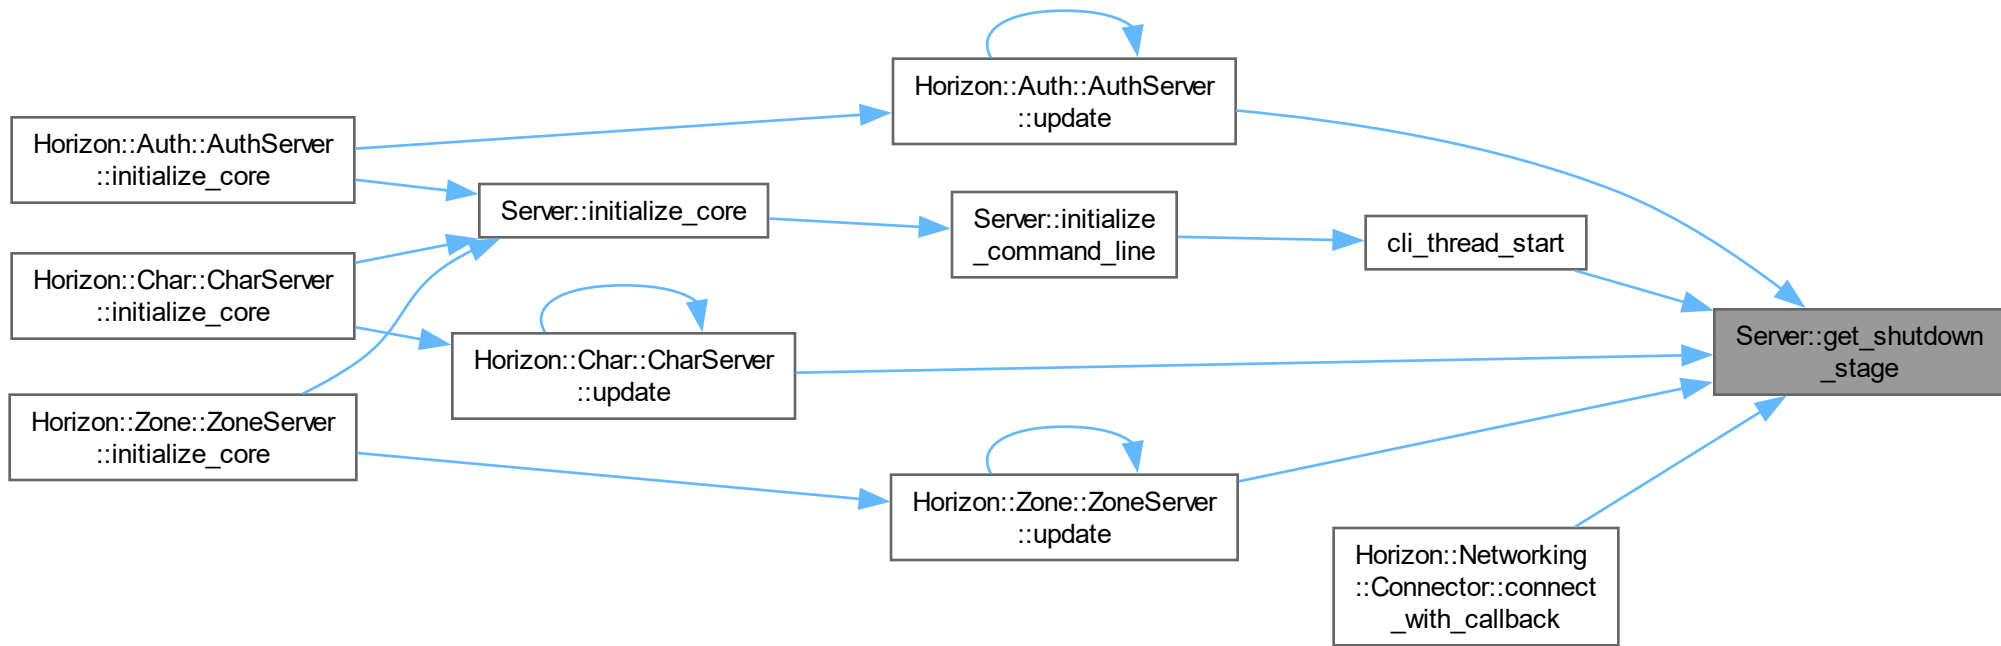 Horizon::Auth::AuthServer
::update
Horizon::Auth::AuthServer
::initialize_core
Server::initialize_core
Server::initialize
_command_line
cli_thread_start
Horizon::Char::CharServer
::initialize_core
Horizon::Char::CharServer
::update
Server::get_shutdown
_stage
Horizon::Zone::ZoneServer
::initialize_core
Horizon::Zone::ZoneServer
::update
Horizon::Networking
::Connector::connect
_with_callback